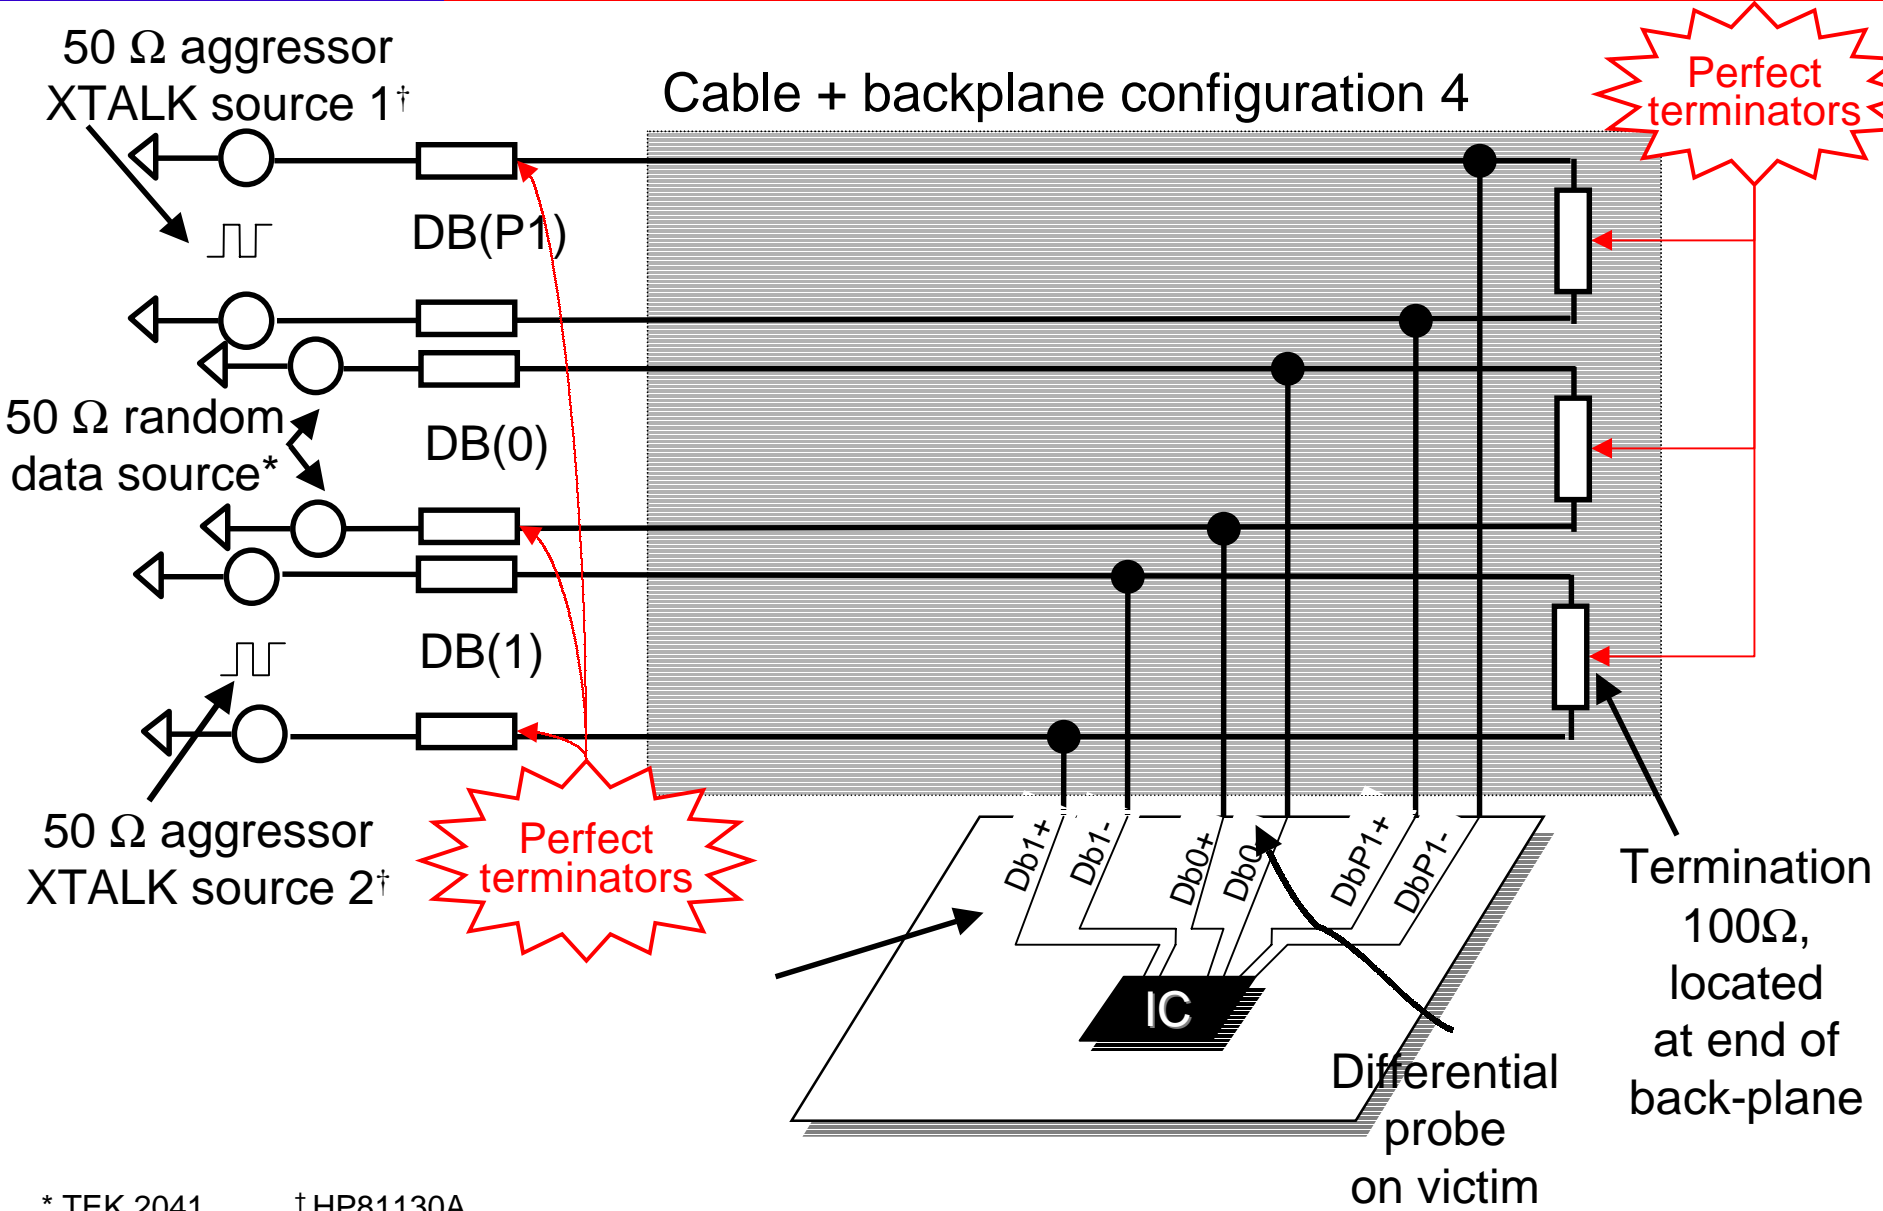 50 Ω aggressor
XTALK source 1†
Cable + backplane configuration 4
Perfect
terminators
DB(P1)
50 Ω random
data source*
DB(0)
DB(1)
50 Ω aggressor
XTALK source 2†
Perfect
terminators
Db1+
Db1-
Db0+
Db0-
DbP1+
DbP1-
IC
Termination
100Ω,
located
at end of
back-plane
Differential
probe
on victim
* TEK 2041
† HP81130A